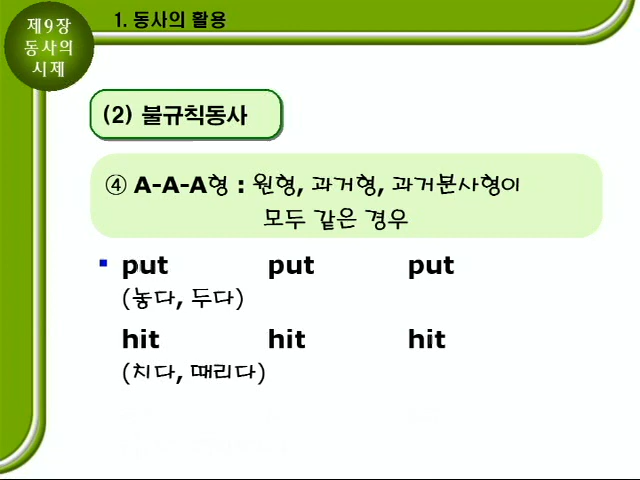 제9장
동사의
시제
1. 동사의 활용
(2) 불규칙동사
④ A-A-A형 : 원형, 과거형, 과거분사형이
모두 같은 경우
put put put
(놓다, 두다)
hit hit hit
(치다, 때리다)